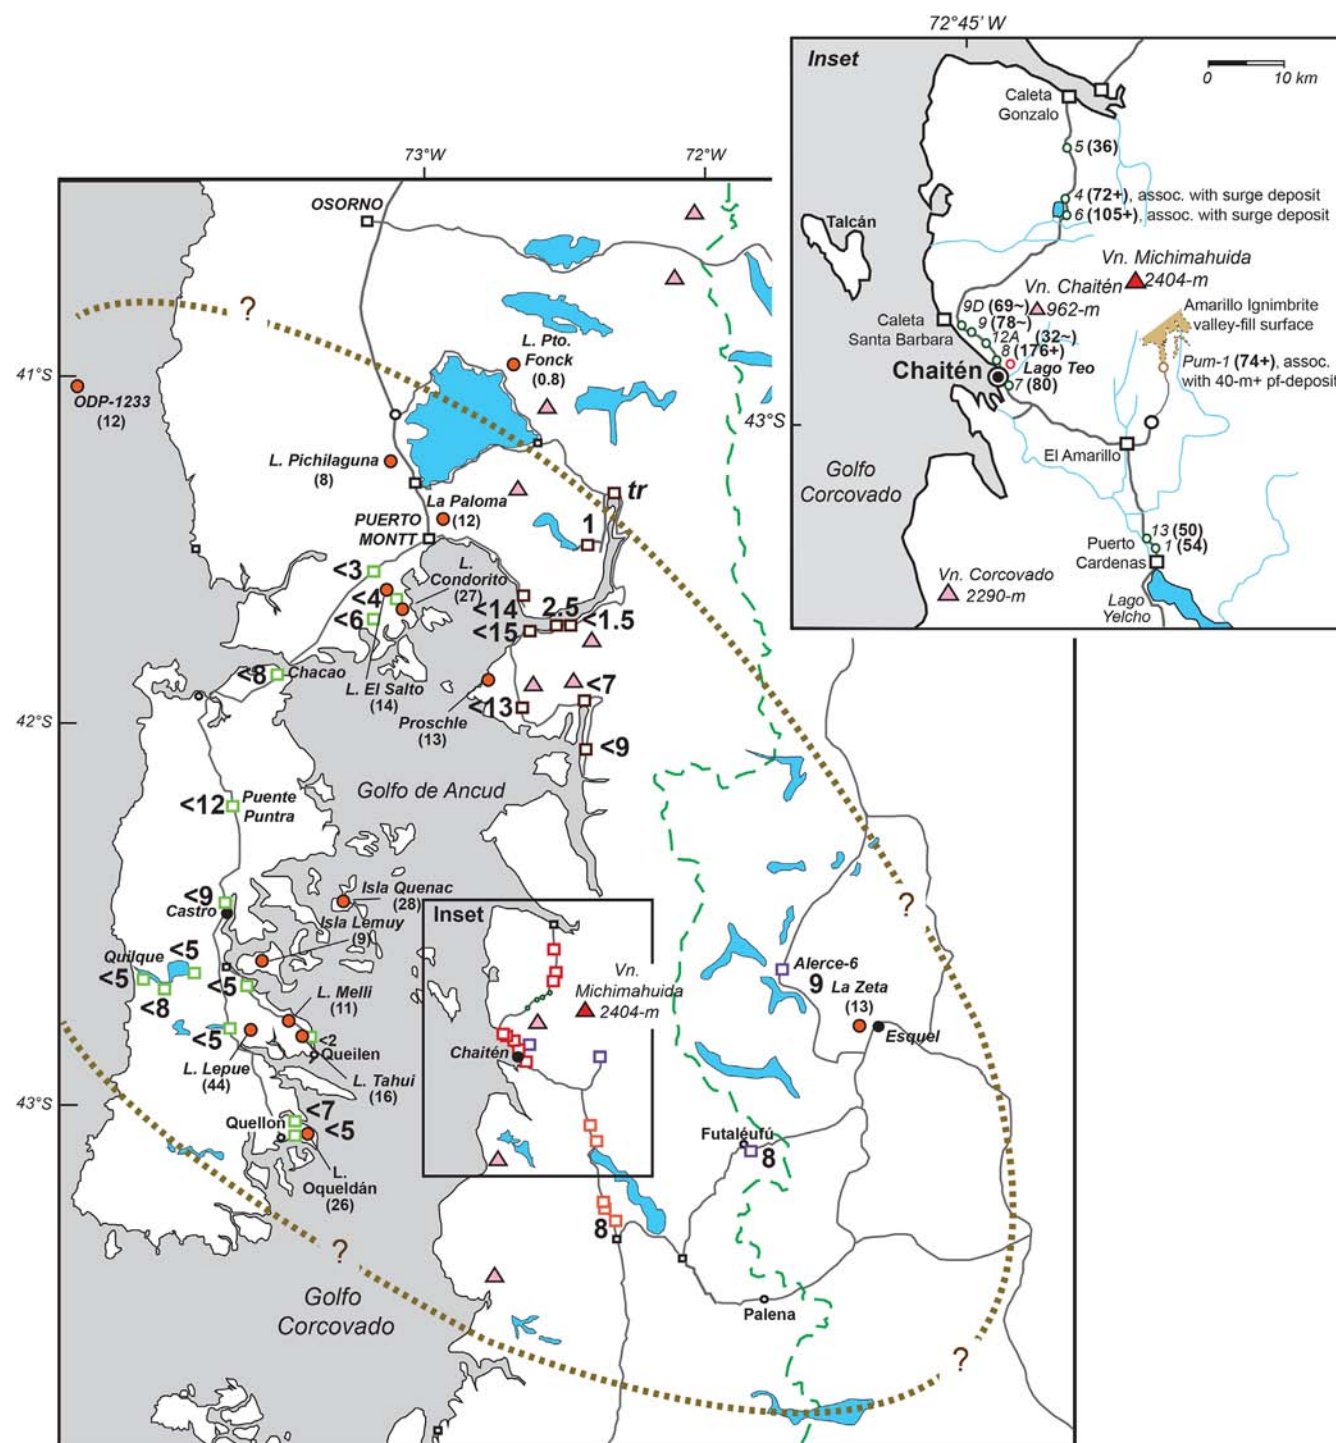 72°45' W
Inset
0 10 km
Caleta
Gonzalo
5 (36)
4 (72+), assoc. with surge deposit
6 (105+), assoc. with surge deposit
Talcán
Vn. Michimahuida
2404-m
Vn. Chaitén
962-m
Amarillo Ignimbrite
valley-fill surface
9D (69~)
9 (78~)
12A (32~)
8 (176+)
Caleta
Santa Barbara
Lago Teo
Chaitén
7 (80)
Pum-1 (74+), assoc.
with 40-m+ pf-deposit
43°S
El Amarillo
Golfo
Corcovado
13 (50)
1 (54)
Puerto
Cardenas
Vn. Corcovado
2290-m
Lago
Yelcho
73°W
72°W
OSORNO
?
L. Pto.
Fonck
(0.8)
41°S
ODP-1233
(12)
L. Pichilaguna
(8)
La Paloma
(12)
tr
PUERTO
MONTT
1
<3
L.
Condorito
(27)
<4
<6
<14
2.5
<1.5
<15
<8
Chacao
L. El Salto
(14)
Proschle
(13)
<13
<7
42°S
<9
Golfo de Ancud
<12
Puente
Puntra
<9
Castro
Isla Quenac
(28)
Isla Lemuy
(9)
Inset
?
Quilque
<5
<5
<8
<5
L. Melli
(11)
Vn.
Michimahuida
2404-m
Alerce-6
9
La Zeta
(13)
Esquel
<5
<2
Queilen
Chaitén
L. Lepue
(44)
L. Tahui
(16)
43°S
<7
Quellon
<5
L.
Oqueldán
(26)
Futaléufú
8
8
?
Golfo
Corcovado
Palena
?